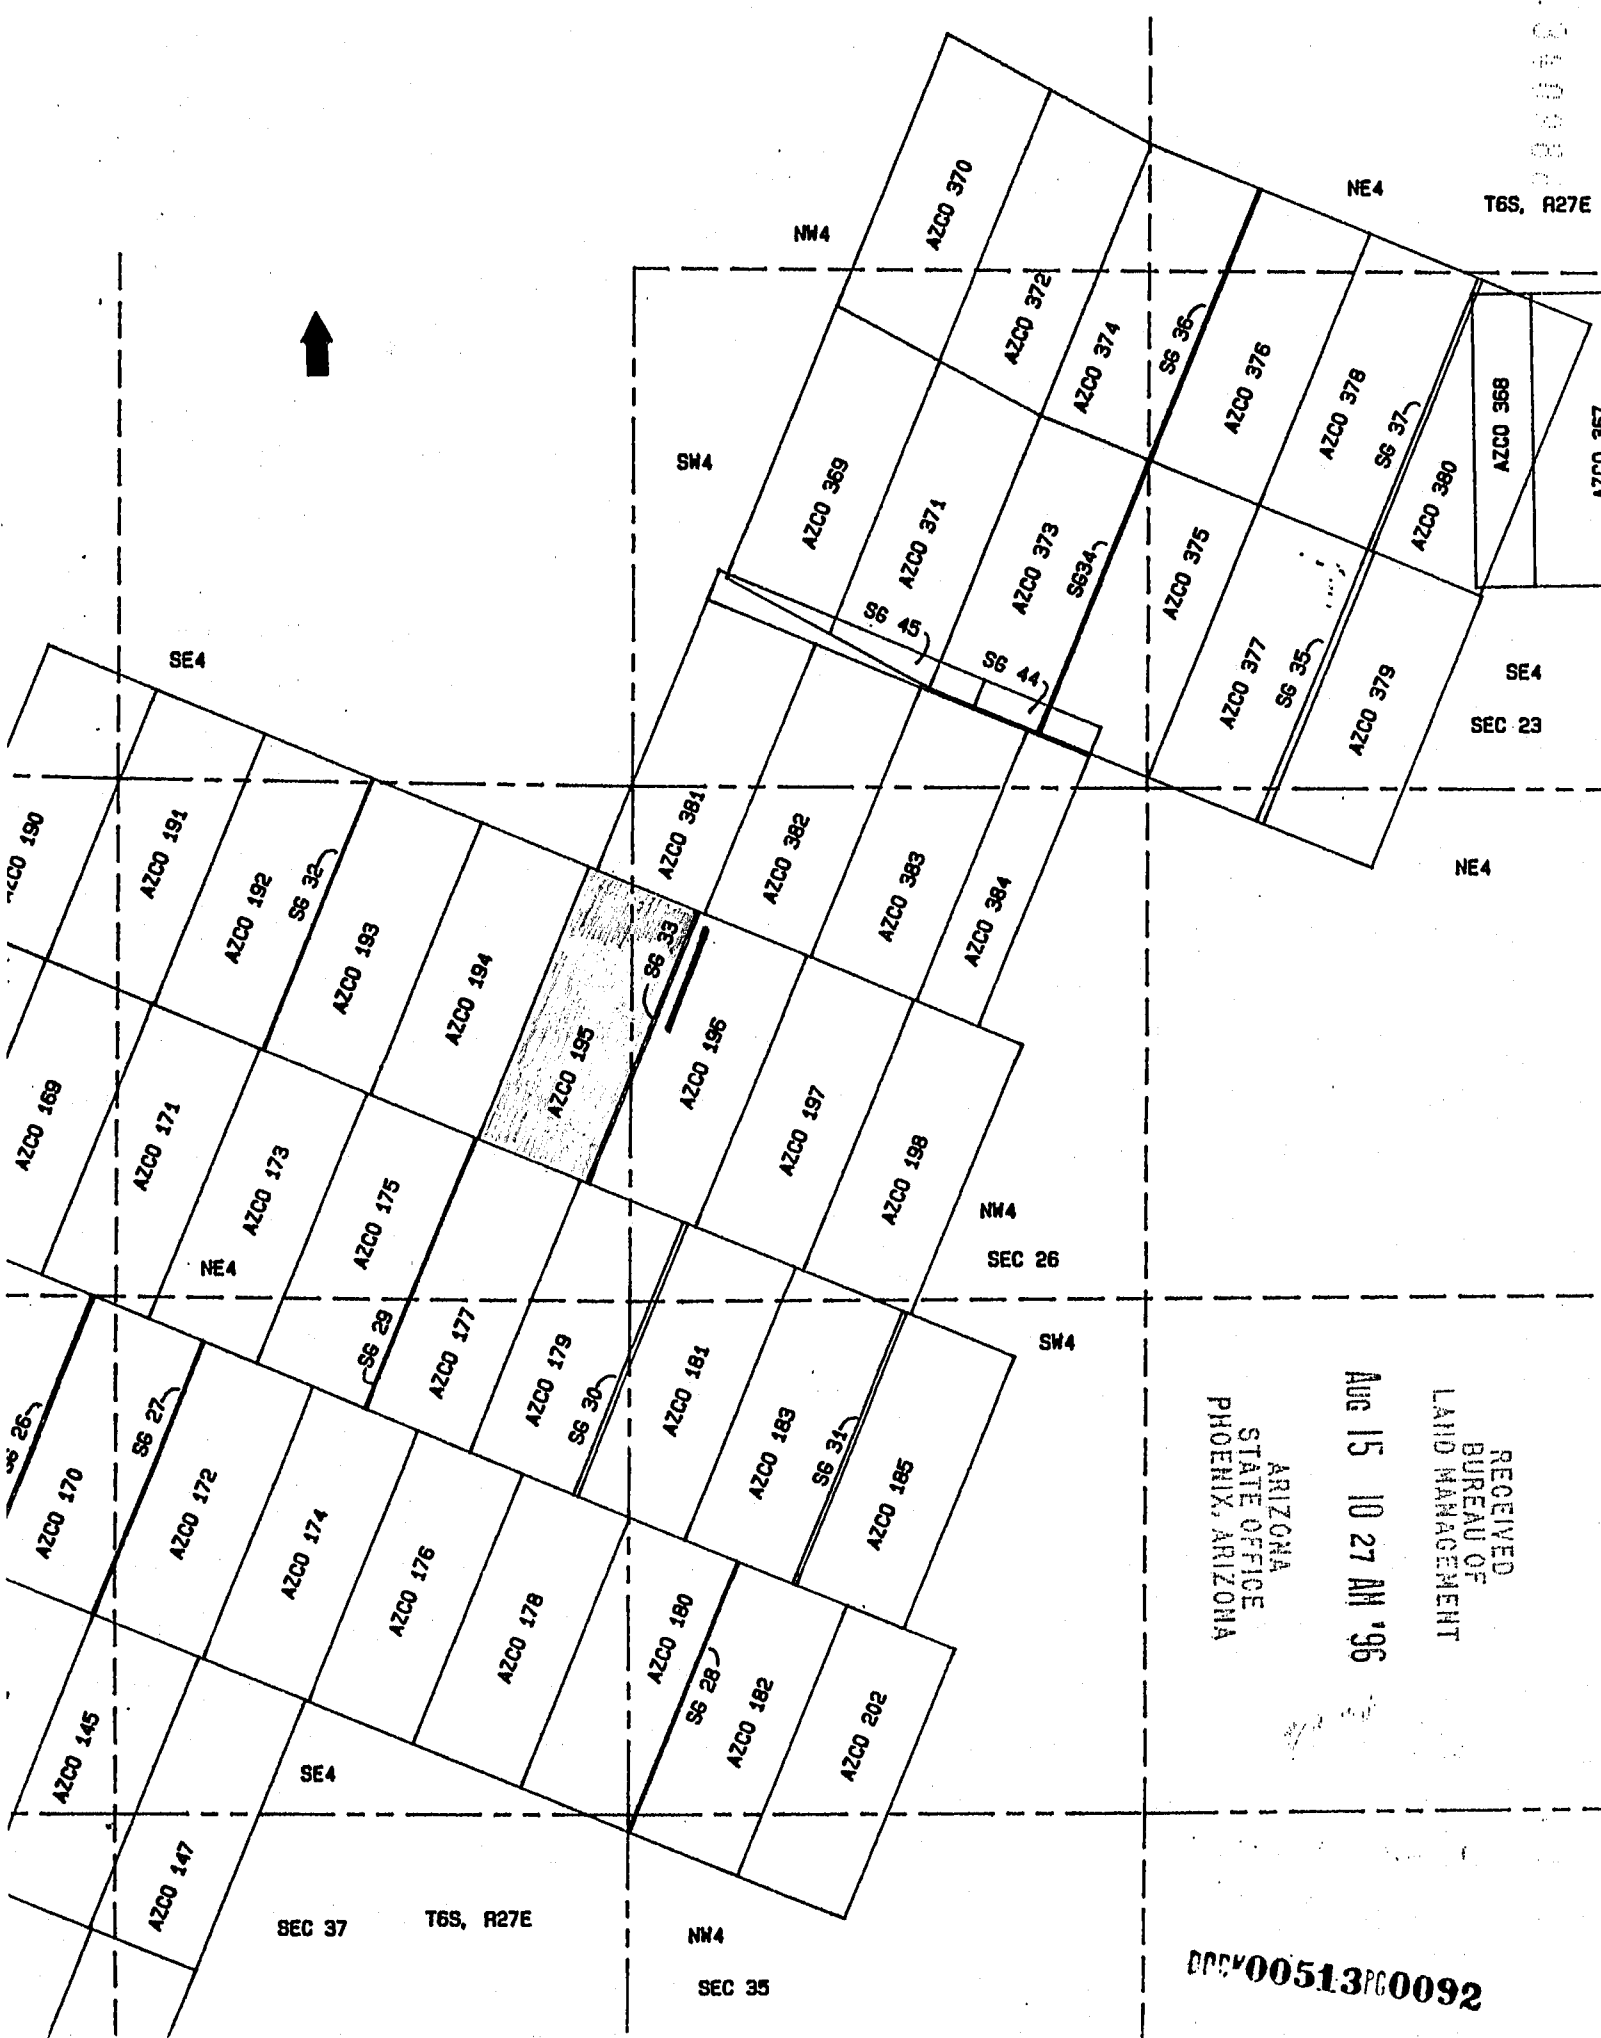 NE4
T6S, R27E
AZCO 370
NW4
AZCO 372
AZCO 374
SG 36
AZCO 376
AZCO 378
SG 37
AZCO 368
AZCO 367
AZCO 380
SW4
AZCO 369
AZCO 371
AZCO 373
SG34
AZCO 375
SG 45
SG 44
AZCO 377
SG 35
AZCO 379
SE4
SEC 23
SE4
AZCO 190
AZCO 191
AZCO 192
SG 32
AZCO 193
AZCO 194
AZCO 381
AZCO 382
AZCO 383
AZCO 384
NE4
SG 33
AZCO 195
AZCO 196
AZCO 197
AZCO 198
AZCO 169
AZCO 171
AZCO 173
AZCO 175
NW4
SEC 26
NE4
SG 29
AZCO 177
AZCO 179
SG 30
AZCO 181
AZCO 183
SG 31
AZCO 185
SW4
SG 26
AZCO 170
SG 27
AZCO 172
AZCO 174
AZCO 176
AZCO 178
AZCO 180
SG 28
AZCO 182
AZCO 202
RECEIVED
BUREAU OF
LAND MANAGEMENT
AUG 15 10 27 AM '96
ARIZONA
STATE OFFICE
PHOENIX, ARIZONA
AZCO 145
SE4
AZCO 147
SEC 37
T6S, R27E
NW4
SEC 35
00513PG0092